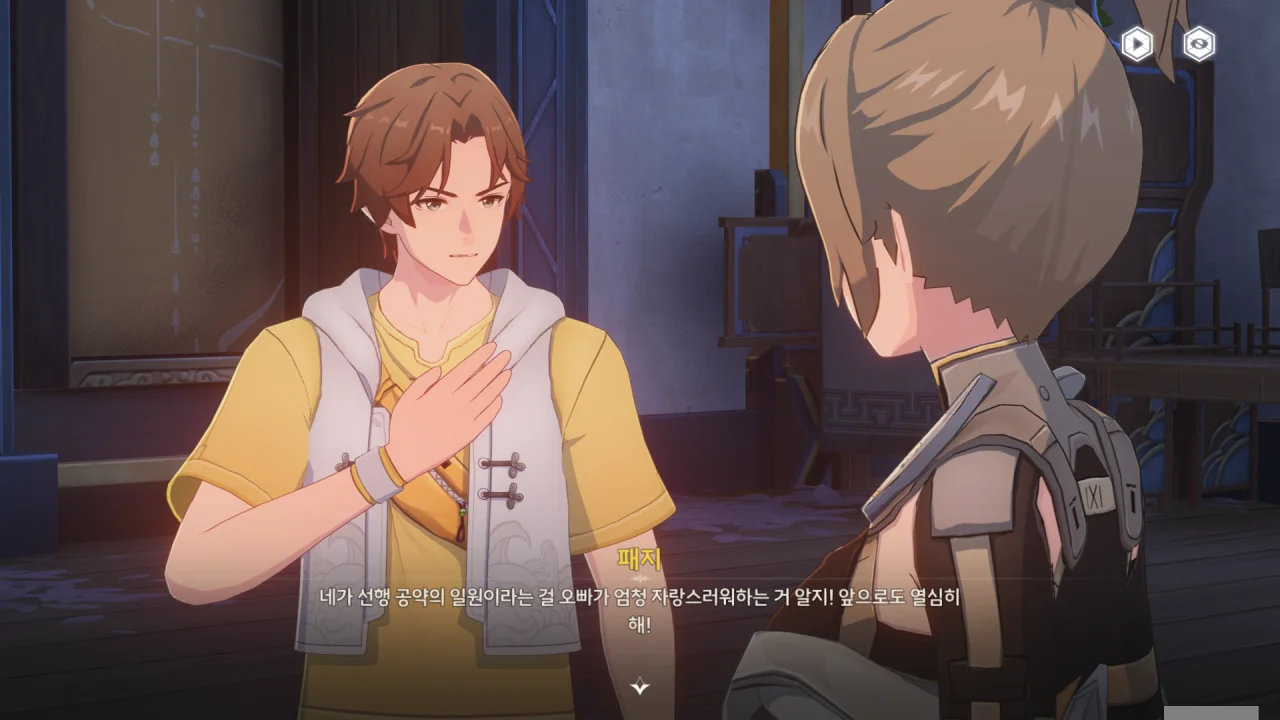 패지
네가 선행 공약의 일원이라는 걸 오빠가 엄청 자랑스러워하는 거 알지! 앞으로도 열심히
해!